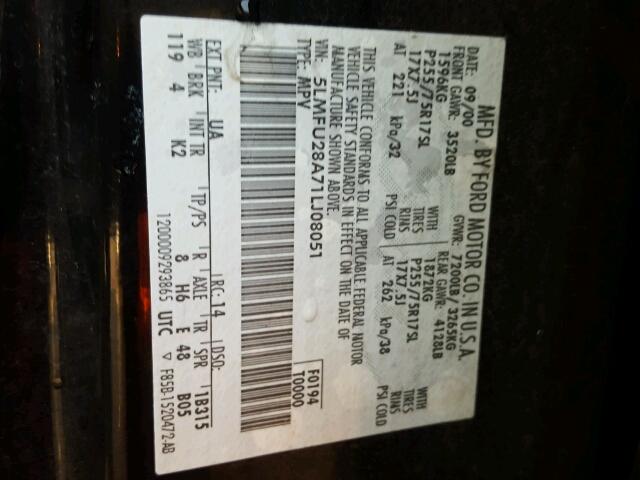 MFD. BY FORD MOTOR CO. IN U.S.A.
DATE: 09/00 GVWR: 7200LB/ 3265KG
FRONT GAWR: 3520LB REAR GAWR: 4128LB
1596KG WITH 1872KG WITH
P255/75R17SL TIRES P255/75R17SL TIRES
17X7.5J RIMS 17X7.5J RIMS
AT 221 kPa/32 PSI COLD AT 262 kPa/38 PSI COLD
THIS VEHICLE CONFORMS TO ALL APPLICABLE FEDERAL MOTOR
VEHICLE SAFETY STANDARDS IN EFFECT ON THE DATE OF
MANUFACTURE SHOWN ABOVE.
VIN: 5LMFU28A71LJ08051 F0194
TYPE: MPV T0000
EXT PNT: UA RC: 14 DSO:
WB BRK INT TR TP/PS R AXLE TR SPR 1B315
119 4 K2 8 H6 E 48 B05
1200009293865 UTC ▽ F85B-1520472-AB